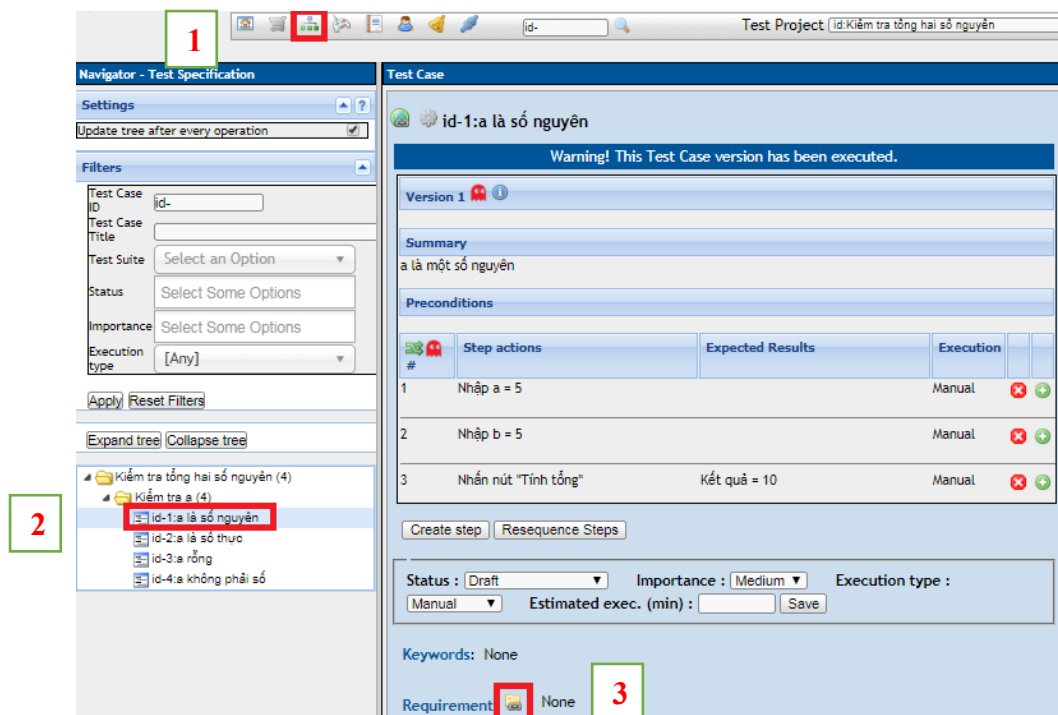 1
id-
Test Project id:Kiểm tra tổng hai số nguyên
Navigator - Test Specification
Settings
?
Update tree after every operation
Filters
Test Case ID
id-
Test Case Title
Test Suite
Select an Option
Status
Select Some Options
Importance
Select Some Options
Execution type
[Any]
Apply Reset Filters
Expand tree Collapse tree
Kiểm tra tổng hai số nguyên (4)
Kiểm tra a (4)
2
id-1:a là số nguyên
id-2:a là số thực
id-3:a rỗng
id-4:a không phải số
Test Case
id-1:a là số nguyên
Warning! This Test Case version has been executed.
Version 1
Summary
a là một số nguyên
Preconditions
# Step actions Expected Results Execution
1 Nhập a = 5 Manual
2 Nhập b = 5 Manual
3 Nhấn nút "Tính tổng" Kết quả = 10 Manual
Create step Resequence Steps
Status : Draft Importance : Medium Execution type :
Manual Estimated exec. (min) : Save
Keywords: None
Requirement None
3